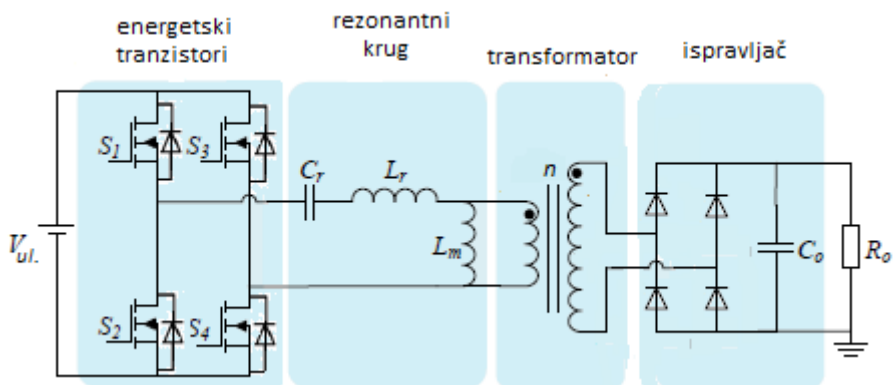 energetski
tranzistori
rezonantni
krug
transformator
ispravljač
S1
S3
Cr
Lr
n
Vul.
Lm
Co
Ro
S2
S4